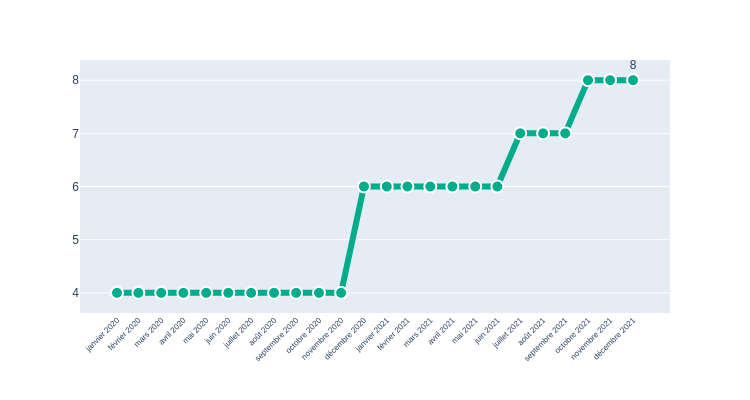 8
8
7
6
5
4
janvier 2020
février 2020
mars 2020
avril 2020
mai 2020
juin 2020
juillet 2020
août 2020
septembre 2020
octobre 2020
novembre 2020
décembre 2020
janvier 2021
février 2021
mars 2021
avril 2021
mai 2021
juin 2021
juillet 2021
août 2021
septembre 2021
octobre 2021
novembre 2021
décembre 2021